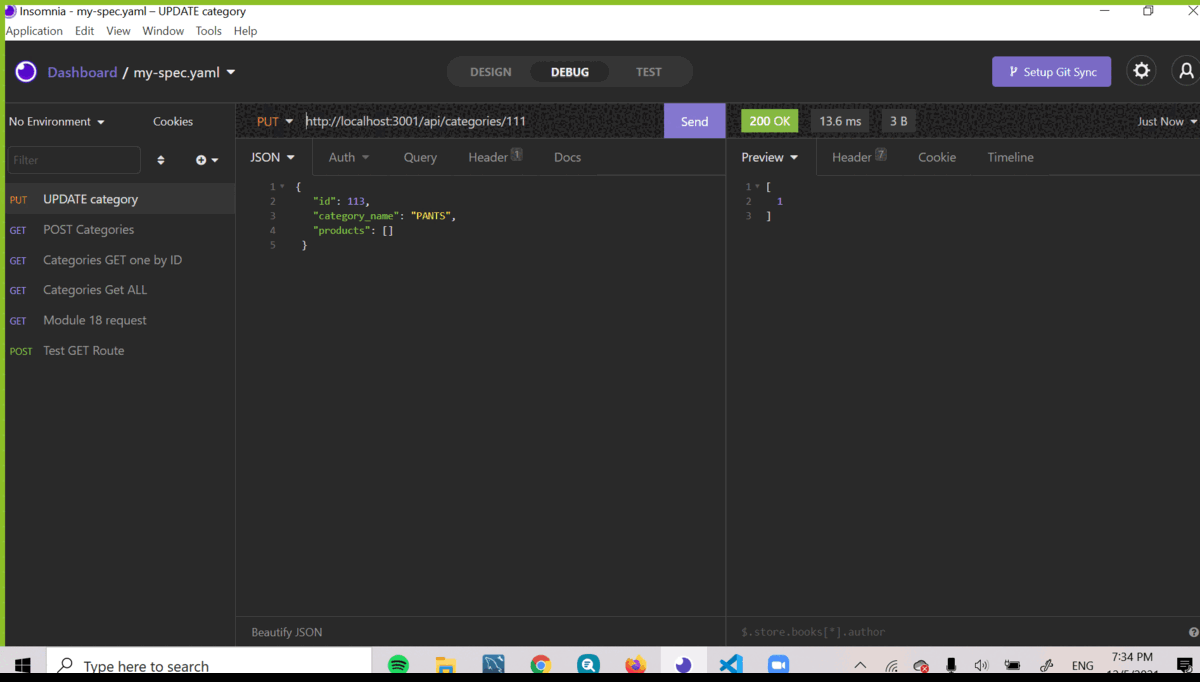 Insomnia - my-spec.yaml – UPDATE category
Application Edit View Window Tools Help
Dashboard / my-spec.yaml
DESIGN DEBUG TEST
Setup Git Sync
No Environment Cookies
PUT http://localhost:3001/api/categories/111 Send
200 OK 13.6 ms 3 B Just Now
Filter
JSON Auth Query Header 1 Docs
Preview Header 7 Cookie Timeline
PUT UPDATE category
GET POST Categories
GET Categories GET one by ID
GET Categories Get ALL
GET Module 18 request
POST Test GET Route
1 {
2 "id": 113,
3 "category_name": "PANTS",
4 "products": []
5 }
1 [
2 1
3 ]
Beautify JSON
$.store.books[*].author
Type here to search
ENG
7:34 PM